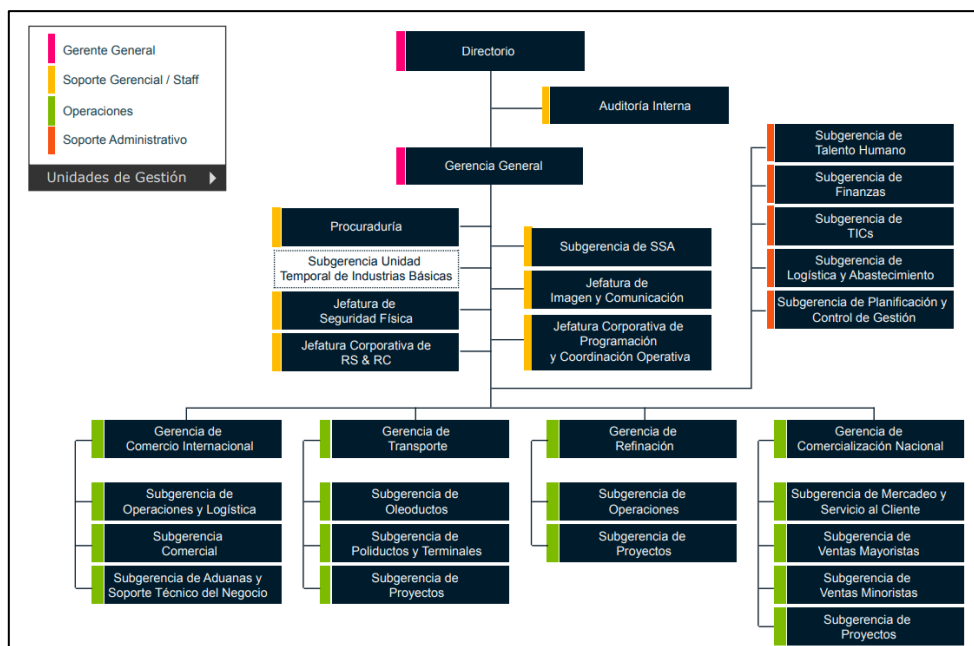 Gerente General
Soporte Gerencial / Staff
Operaciones
Soporte Administrativo
Unidades de Gestión
Directorio
Auditoría Interna
Gerencia General
Subgerencia de
Talento Humano
Subgerencia de
Finanzas
Subgerencia de
TICs
Subgerencia de
Logística y Abastecimiento
Subgerencia de Planificación y
Control de Gestión
Procuraduría
Subgerencia Unidad
Temporal de Industrias Básicas
Jefatura de
Seguridad Física
Jefatura Corporativa de
RS & RC
Subgerencia de SSA
Jefatura de
Imagen y Comunicación
Jefatura Corporativa de
Programación
y Coordinación Operativa
Gerencia de
Comercio Internacional
Subgerencia de
Operaciones y Logística
Subgerencia
Comercial
Subgerencia de Aduanas y
Soporte Técnico del Negocio
Gerencia de
Transporte
Subgerencia de
Oleoductos
Subgerencia de
Poliductos y Terminales
Subgerencia de
Proyectos
Gerencia de
Refinación
Subgerencia de
Operaciones
Subgerencia de
Proyectos
Gerencia de
Comercialización Nacional
Subgerencia de Mercadeo y
Servicio al Cliente
Subgerencia de
Ventas Mayoristas
Subgerencia de
Ventas Minoristas
Subgerencia de
Proyectos